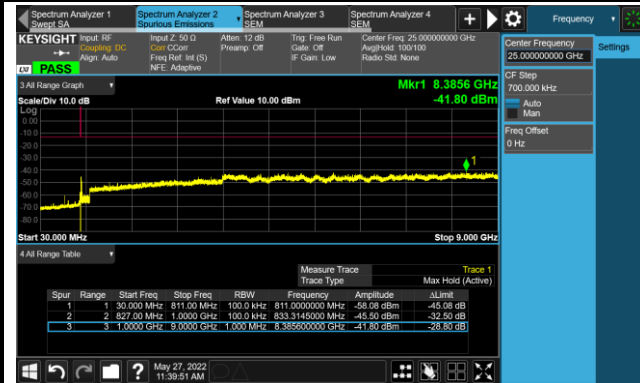 Spectrum Analyzer 1
Swept SA
Spectrum Analyzer 2
Spurious Emissions
Spectrum Analyzer 3
SEM
Spectrum Analyzer 4
SEM
Frequency
KEYSIGHT
Input: RF
Coupling: DC
Align: Auto
Input Z: 50 Ω
Corr CCorr
Freq Ref: Int (S)
NFE: Adaptive
Atten: 12 dB
Preamp: Off
Trig: Free Run
Gate: Off
IF Gain: Low
Center Freq: 25.000000000 GHz
Avg|Hold: 100/100
Radio Std: None
LXI
PASS
Center Frequency
25.00000000 GHz
Settings
CF Step
700.000 kHz
Auto
Man
Freq Offset
0 Hz
3 All Range Graph
Mkr1 8.3856 GHz
Scale/Div 10.0 dB
Ref Value 10.00 dBm
-41.80 dBm
Log
0.00
-10.0
-20.0
-30.0
-40.0
-50.0
-60.0
-70.0
-80.0
1
Start 30.000 MHz
Stop 9.000 GHz
4 All Range Table
Measure Trace Trace 1
Trace Type Max Hold (Active)
Spur Range Start Freq Stop Freq RBW Frequency Amplitude ΔLimit
1 1 30.000 MHz 811.00 MHz 100.0 kHz 811.0000000 MHz -58.08 dBm -45.08 dB
2 2 827.00 MHz 1.0000 GHz 100.0 kHz 833.3145000 MHz -45.50 dBm -32.50 dB
3 3 1.0000 GHz 9.0000 GHz 1.000 MHz 8.385600000 GHz -41.80 dBm -28.80 dB
May 27, 2022
11:39:51 AM